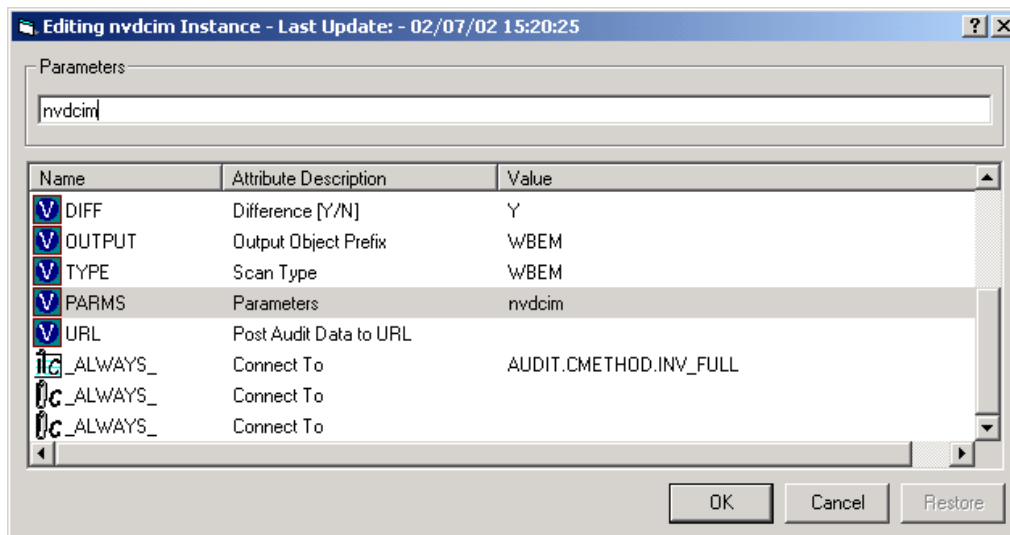 Editing nvdcim Instance - Last Update: - 02/07/02 15:20:25
Parameters
nvdcim
Name Attribute Description Value
V DIFF Difference [Y/N] Y
V OUTPUT Output Object Prefix WBEM
V TYPE Scan Type WBEM
V PARMS Parameters nvdcim
V URL Post Audit Data to URL
_ALWAYS_ Connect To AUDIT.CMETHOD.INV_FULL
_ALWAYS_ Connect To
_ALWAYS_ Connect To
OK Cancel Restore